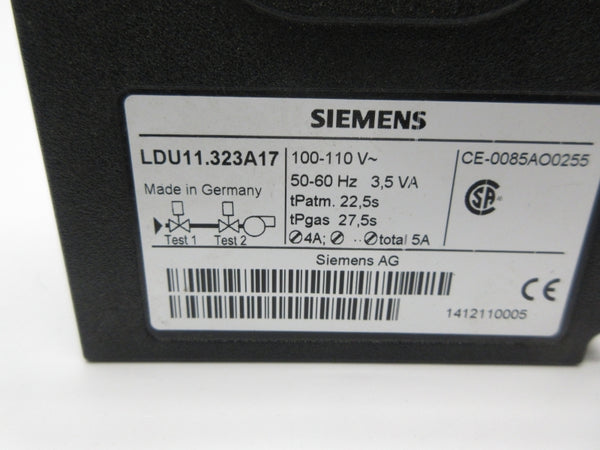 SIEMENS
LDU11.323A17
100-110 V~
CE-0085AO0255
50-60 Hz 3,5 VA
Made in Germany
tPatm. 22,5s
tPgas 27,5s
Test 1 Test 2
4A; .. total 5A
Siemens AG
1412110005
CE